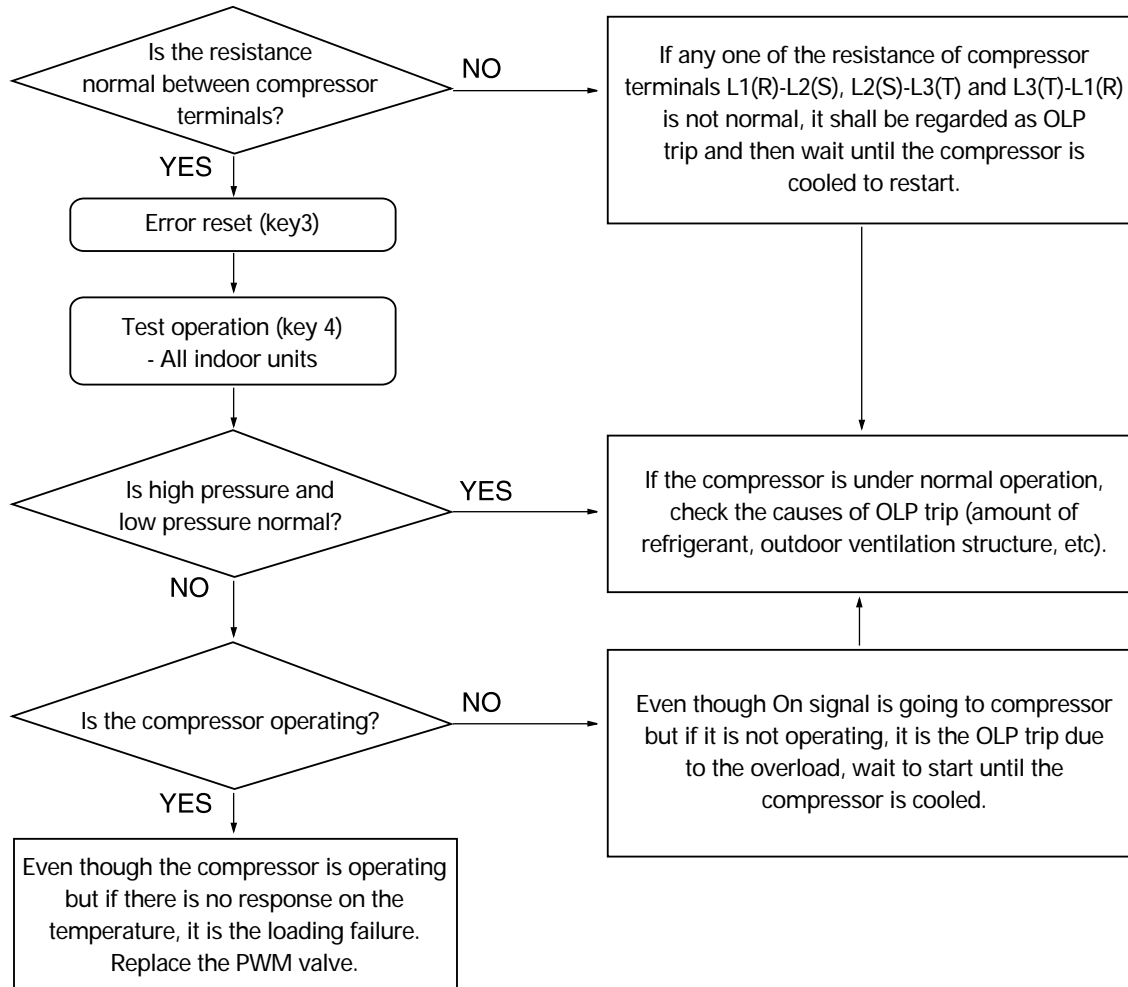 Is the resistance
normal between compressor
terminals?
NO
If any one of the resistance of compressor
terminals L1(R)-L2(S), L2(S)-L3(T) and L3(T)-L1(R)
is not normal, it shall be regarded as OLP
trip and then wait until the compressor is
cooled to restart.
YES
Error reset (key3)
Test operation (key 4)
- All indoor units
Is high pressure and
low pressure normal?
YES
If the compressor is under normal operation,
check the causes of OLP trip (amount of
refrigerant, outdoor ventilation structure, etc).
NO
Is the compressor operating?
NO
Even though On signal is going to compressor
but if it is not operating, it is the OLP trip due
to the overload, wait to start until the
compressor is cooled.
YES
Even though the compressor is operating
but if there is no response on the
temperature, it is the loading failure.
Replace the PWM valve.